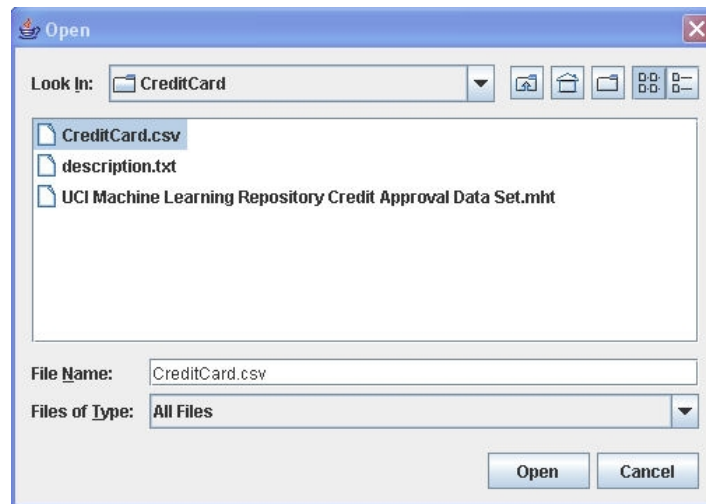 Open
Look In: CreditCard
CreditCard.csv
description.txt
UCI Machine Learning Repository Credit Approval Data Set.mht
File Name: CreditCard.csv
Files of Type: All Files
Open Cancel